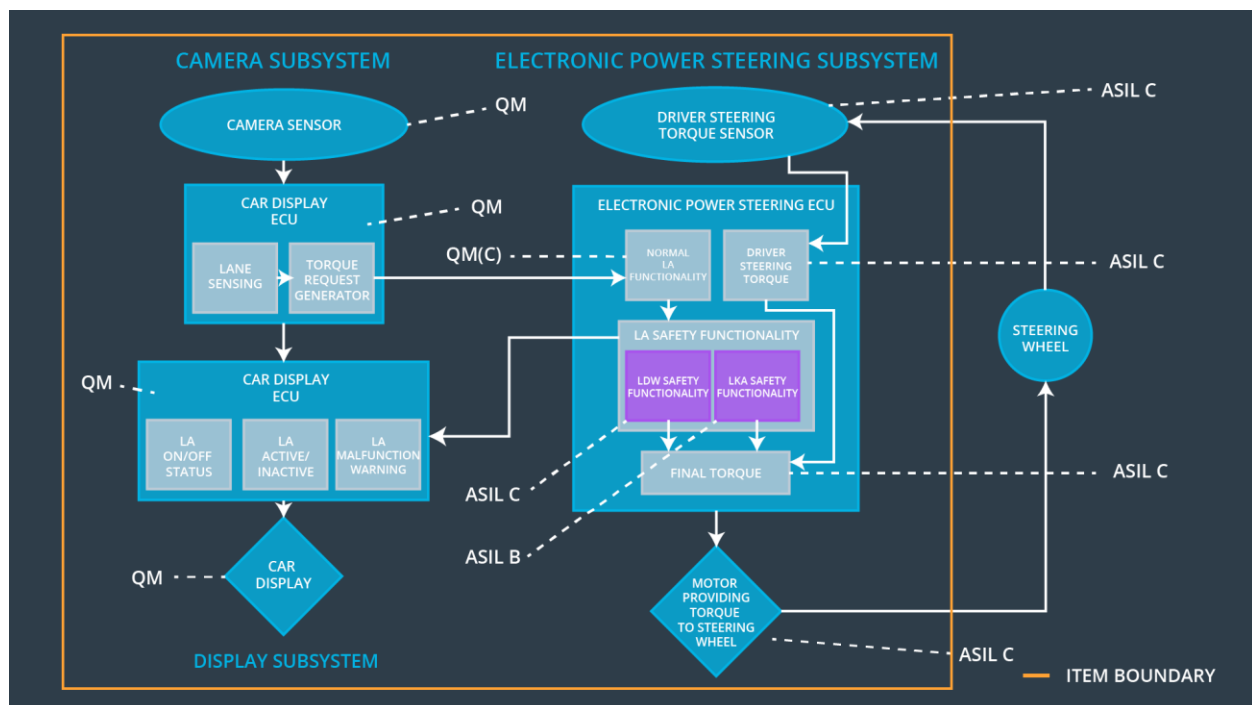 CAMERA SUBSYSTEM
ELECTRONIC POWER STEERING SUBSYSTEM
QM
ASIL C
CAMERA SENSOR
DRIVER STEERING
TORQUE SENSOR
CAR DISPLAY
ECU
QM
LANE
SENSING
TORQUE
REQUEST
GENERATOR
ELECTRONIC POWER STEERING ECU
QM(C)
NORMAL
LA
FUNCTIONALITY
DRIVER
STEERING
TORQUE
ASIL C
LA SAFETY FUNCTIONALITY
LDW SAFETY
FUNCTIONALITY
LKA SAFETY
FUNCTIONALITY
STEERING
WHEEL
QM
CAR DISPLAY
ECU
LA
ON/OFF
STATUS
LA
ACTIVE/
INACTIVE
LA
MALFUNCTION
WARNING
FINAL TORQUE
ASIL C
ASIL C
ASIL B
QM
CAR
DISPLAY
MOTOR
PROVIDING
TORQUE
TO STEERING
WHEEL
ASIL C
DISPLAY SUBSYSTEM
ITEM BOUNDARY